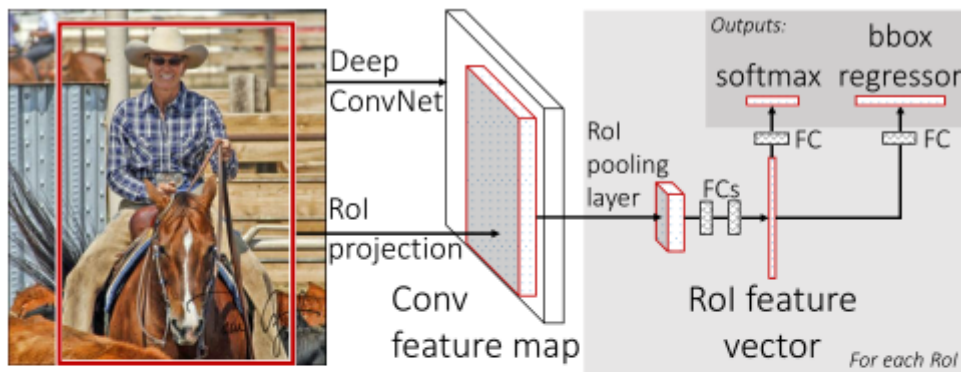 Deep
ConvNet
RoI
projection
Conv
feature map
RoI
pooling
layer
FCs
RoI feature
vector
For each RoI
Outputs:
softmax
bbox
regressor
FC
FC